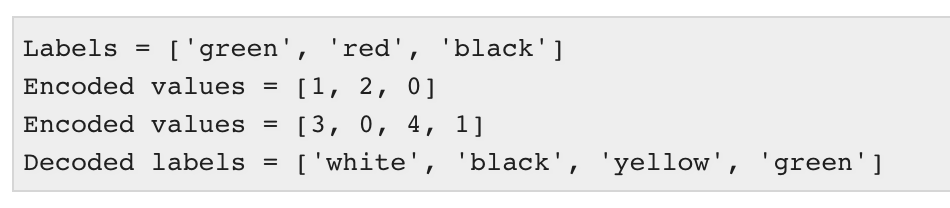 Labels = ['green', 'red', 'black']
Encoded values = [1, 2, 0]
Encoded values = [3, 0, 4, 1]
Decoded labels = ['white', 'black', 'yellow', 'green']